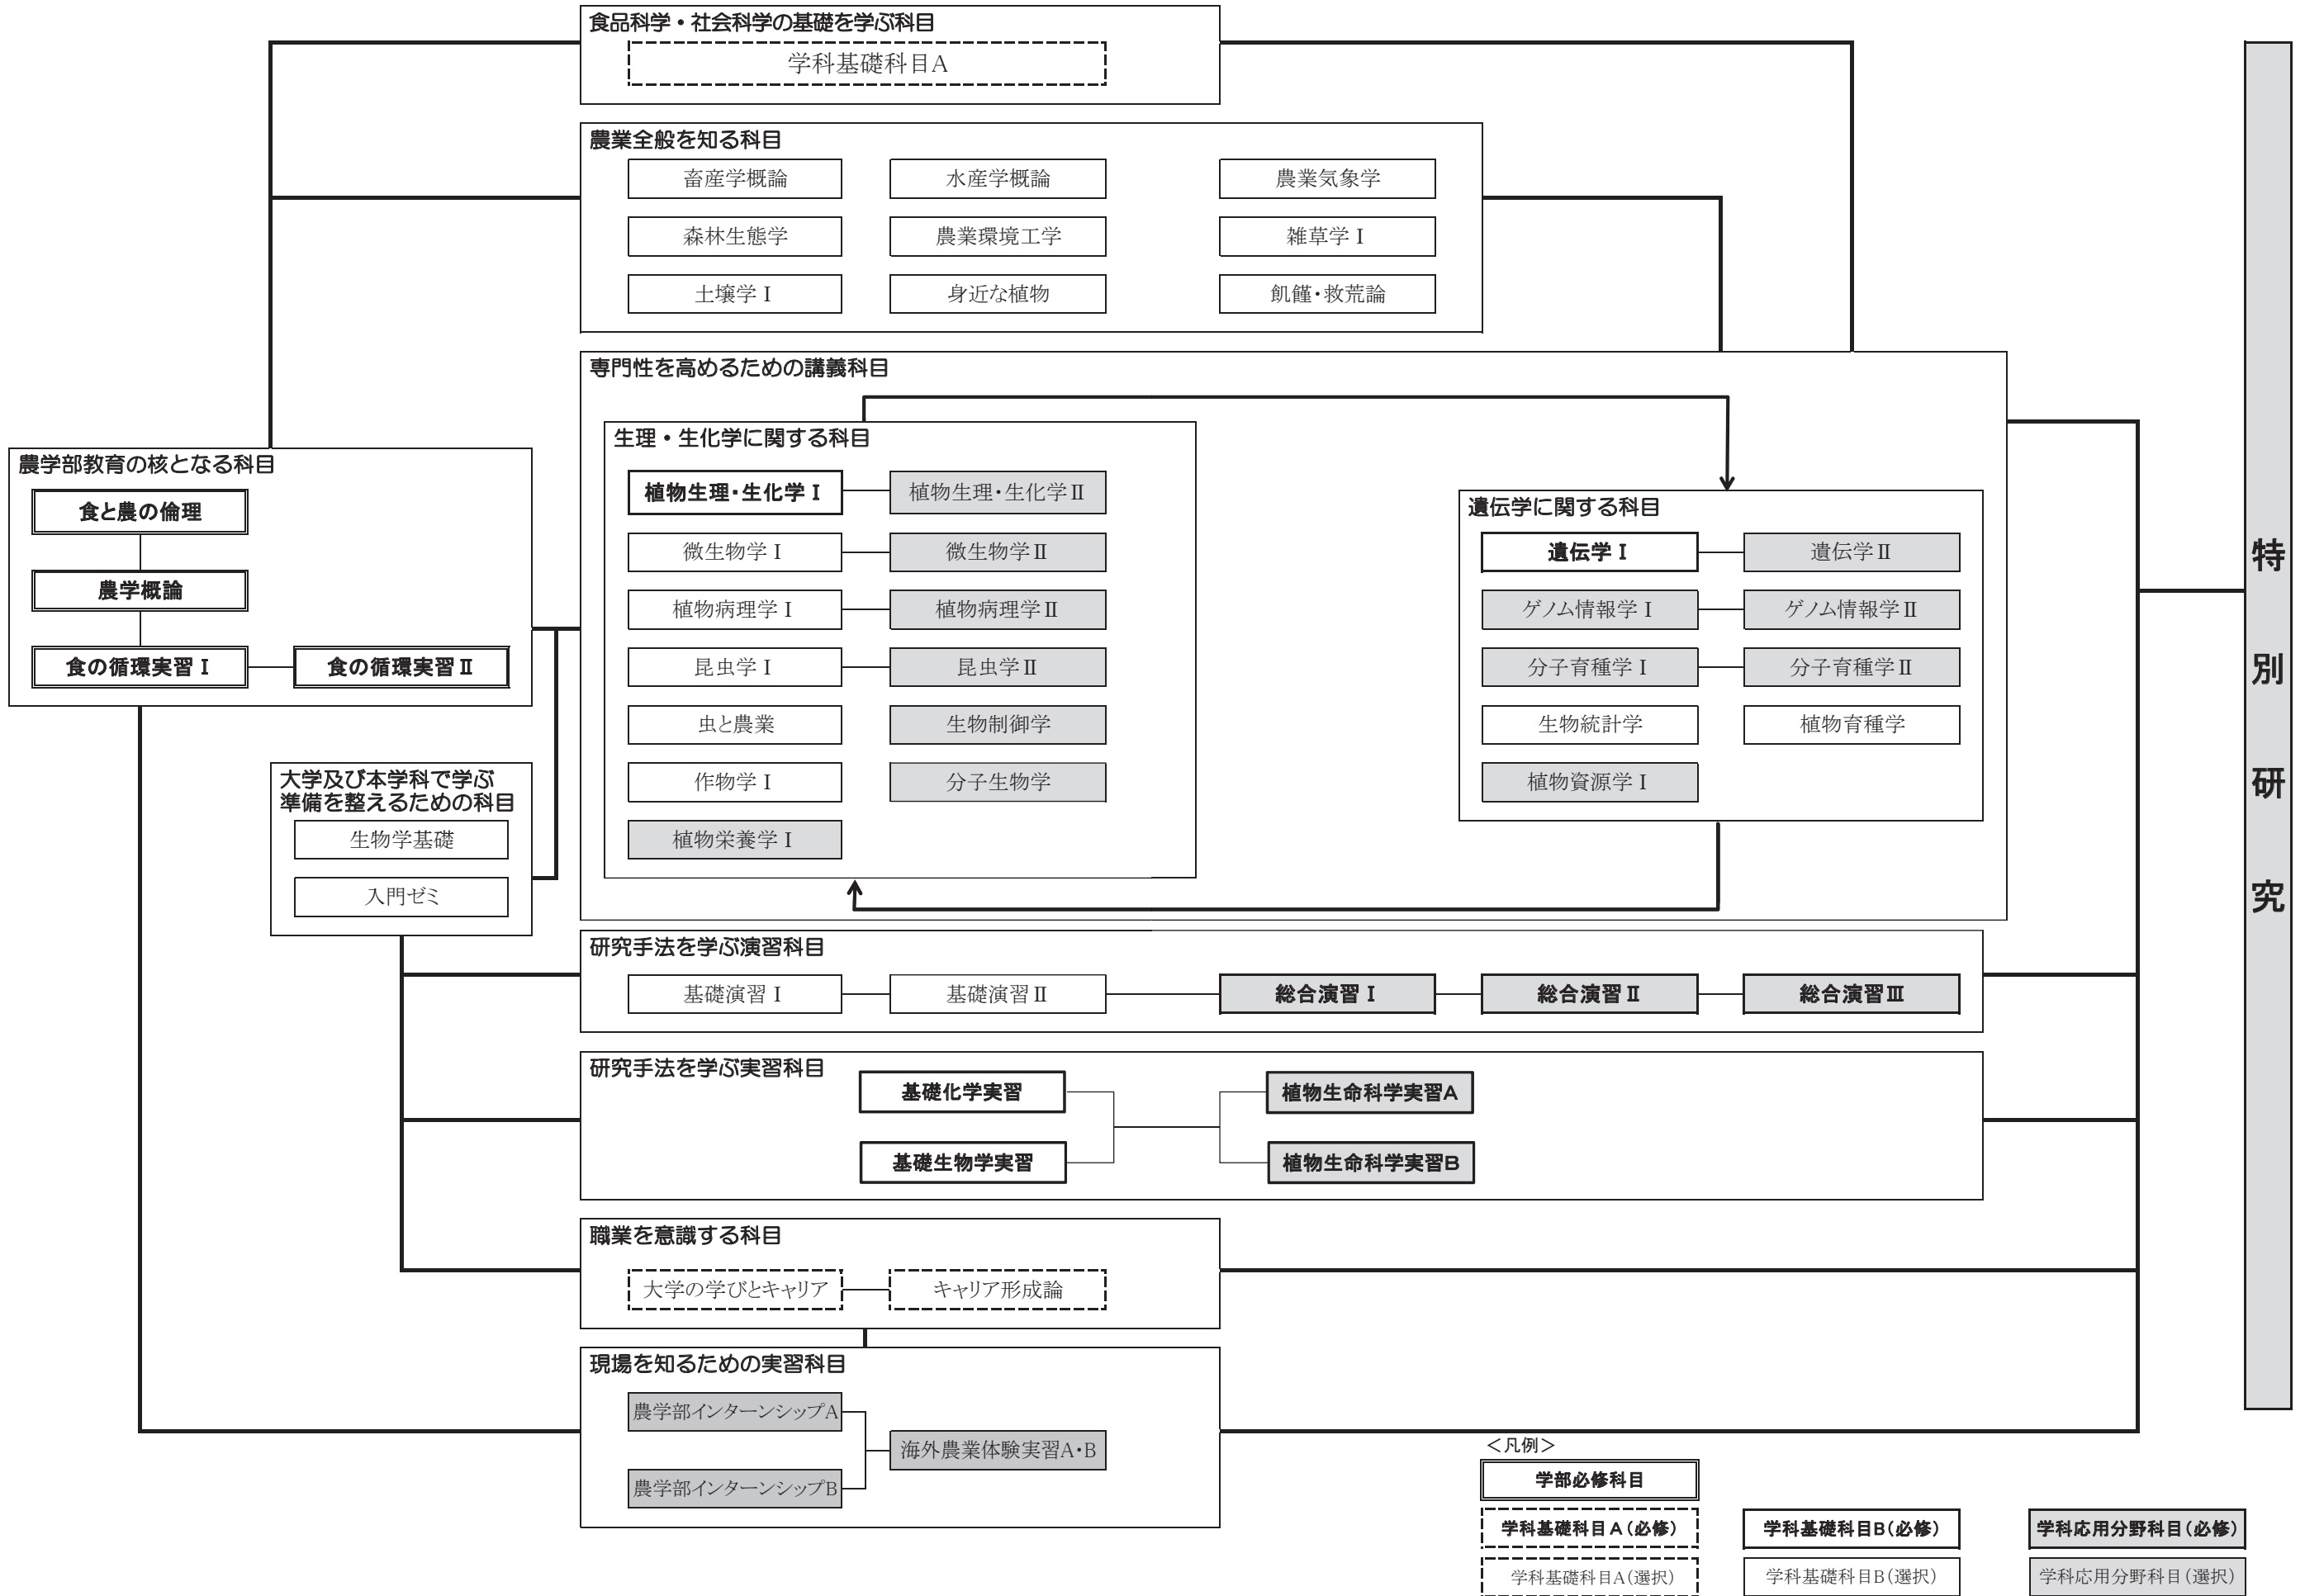 食品科学・社会科学の基礎を学ぶ科目
学科基礎科目A
農業全般を知る科目
畜産学概論 水産学概論 農業気象学
森林生態学 農業環境工学 雑草学Ⅰ
土壌学Ⅰ 身近な植物 飢饉・救荒論
専門性を高めるための講義科目
農学部教育の核となる科目
食と農の倫理
農学概論
食の循環実習Ⅰ 食の循環実習Ⅱ
大学及び本学科で学ぶ
準備を整えるための科目
生物学基礎
入門ゼミ
生理・生化学に関する科目
植物生理・生化学Ⅰ 植物生理・生化学Ⅱ
微生物学Ⅰ 微生物学Ⅱ
植物病理学Ⅰ 植物病理学Ⅱ
昆虫学Ⅰ 昆虫学Ⅱ
虫と農業 生物制御学
作物学Ⅰ 分子生物学
植物栄養学Ⅰ
遺伝学に関する科目
遺伝学Ⅰ 遺伝学Ⅱ
ゲノム情報学Ⅰ ゲノム情報学Ⅱ
分子育種学Ⅰ 分子育種学Ⅱ
生物統計学 植物育種学
植物資源学Ⅰ
研究手法を学ぶ演習科目
基礎演習Ⅰ 基礎演習Ⅱ 総合演習Ⅰ 総合演習Ⅱ 総合演習Ⅲ
研究手法を学ぶ実習科目
基礎化学実習 植物生命科学実習A
基礎生物学実習 植物生命科学実習B
職業を意識する科目
大学の学びとキャリア キャリア形成論
現場を知るための実習科目
農学部インターンシップA
海外農業体験実習A・B
農学部インターンシップB
特別研究
＜凡例＞
学部必修科目
学科基礎科目A（必修） 学科基礎科目B（必修） 学科応用分野科目（必修）
学科基礎科目A（選択） 学科基礎科目B（選択） 学科応用分野科目（選択）